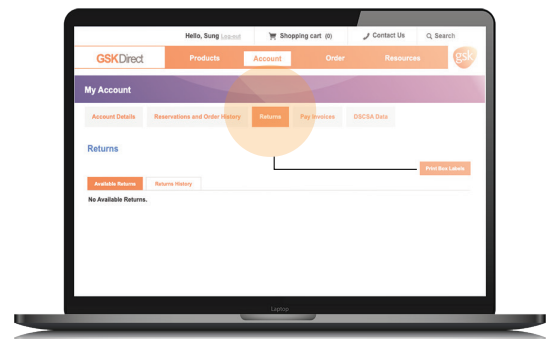 Hello, Sung Log out
Shopping cart (0)
Contact Us
Search
GSKDirect
Products
Account
Order
Resources
gsk
My Account
Account Details
Reservations and Order History
Returns
Pay Invoices
DSCSA Data
Returns
Print Box Labels
Available Returns
Returns History
No Available Returns.
Laptop